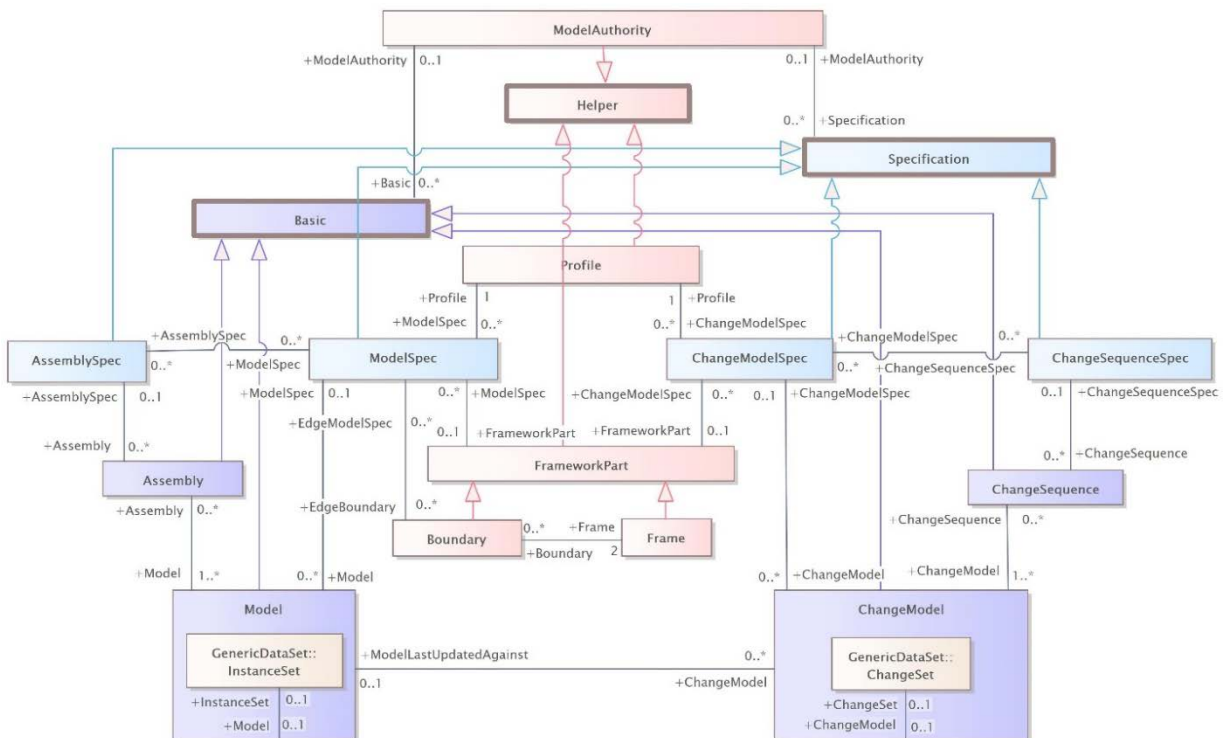 ModelAuthority
+ModelAuthority
0..1
0..1
+ModelAuthority
Helper
0..*
+Specification
Specification
+Basic
0..*
Basic
Profile
+Profile
1
1
+Profile
+ModelSpec
0..*
0..*
+ChangeModelSpec
+AssemblySpec
0..*
+ChangeModelSpec
0..*
AssemblySpec
ModelSpec
ChangeModelSpec
ChangeSequenceSpec
0..*
+ModelSpec
0..*
+ChangeSequenceSpec
+AssemblySpec
0..1
+ModelSpec
0..1
0..*
+ModelSpec
+ChangeModelSpec
0..*
0..1
+ChangeModelSpec
0..1
+ChangeSequenceSpec
+EdgeModelSpec
0..*
0..1
+FrameworkPart
+FrameworkPart
0..1
+Assembly
0..*
0..*
+ChangeSequence
FrameworkPart
Assembly
ChangeSequence
+Assembly
0..*
+EdgeBoundary
0..*
+ChangeSequence
0..*
Boundary
0..*
+Frame
Frame
+Boundary
2
+Model
1..*
0..*
+Model
0..*
+ChangeModel
+ChangeModel
1..*
Model
ChangeModel
GenericDataSet::
InstanceSet
+ModelLastUpdatedAgainst
0..*
GenericDataSet::
ChangeSet
0..1
+ChangeModel
+InstanceSet
0..1
+ChangeSet
0..1
+Model
0..1
+ChangeModel
0..1